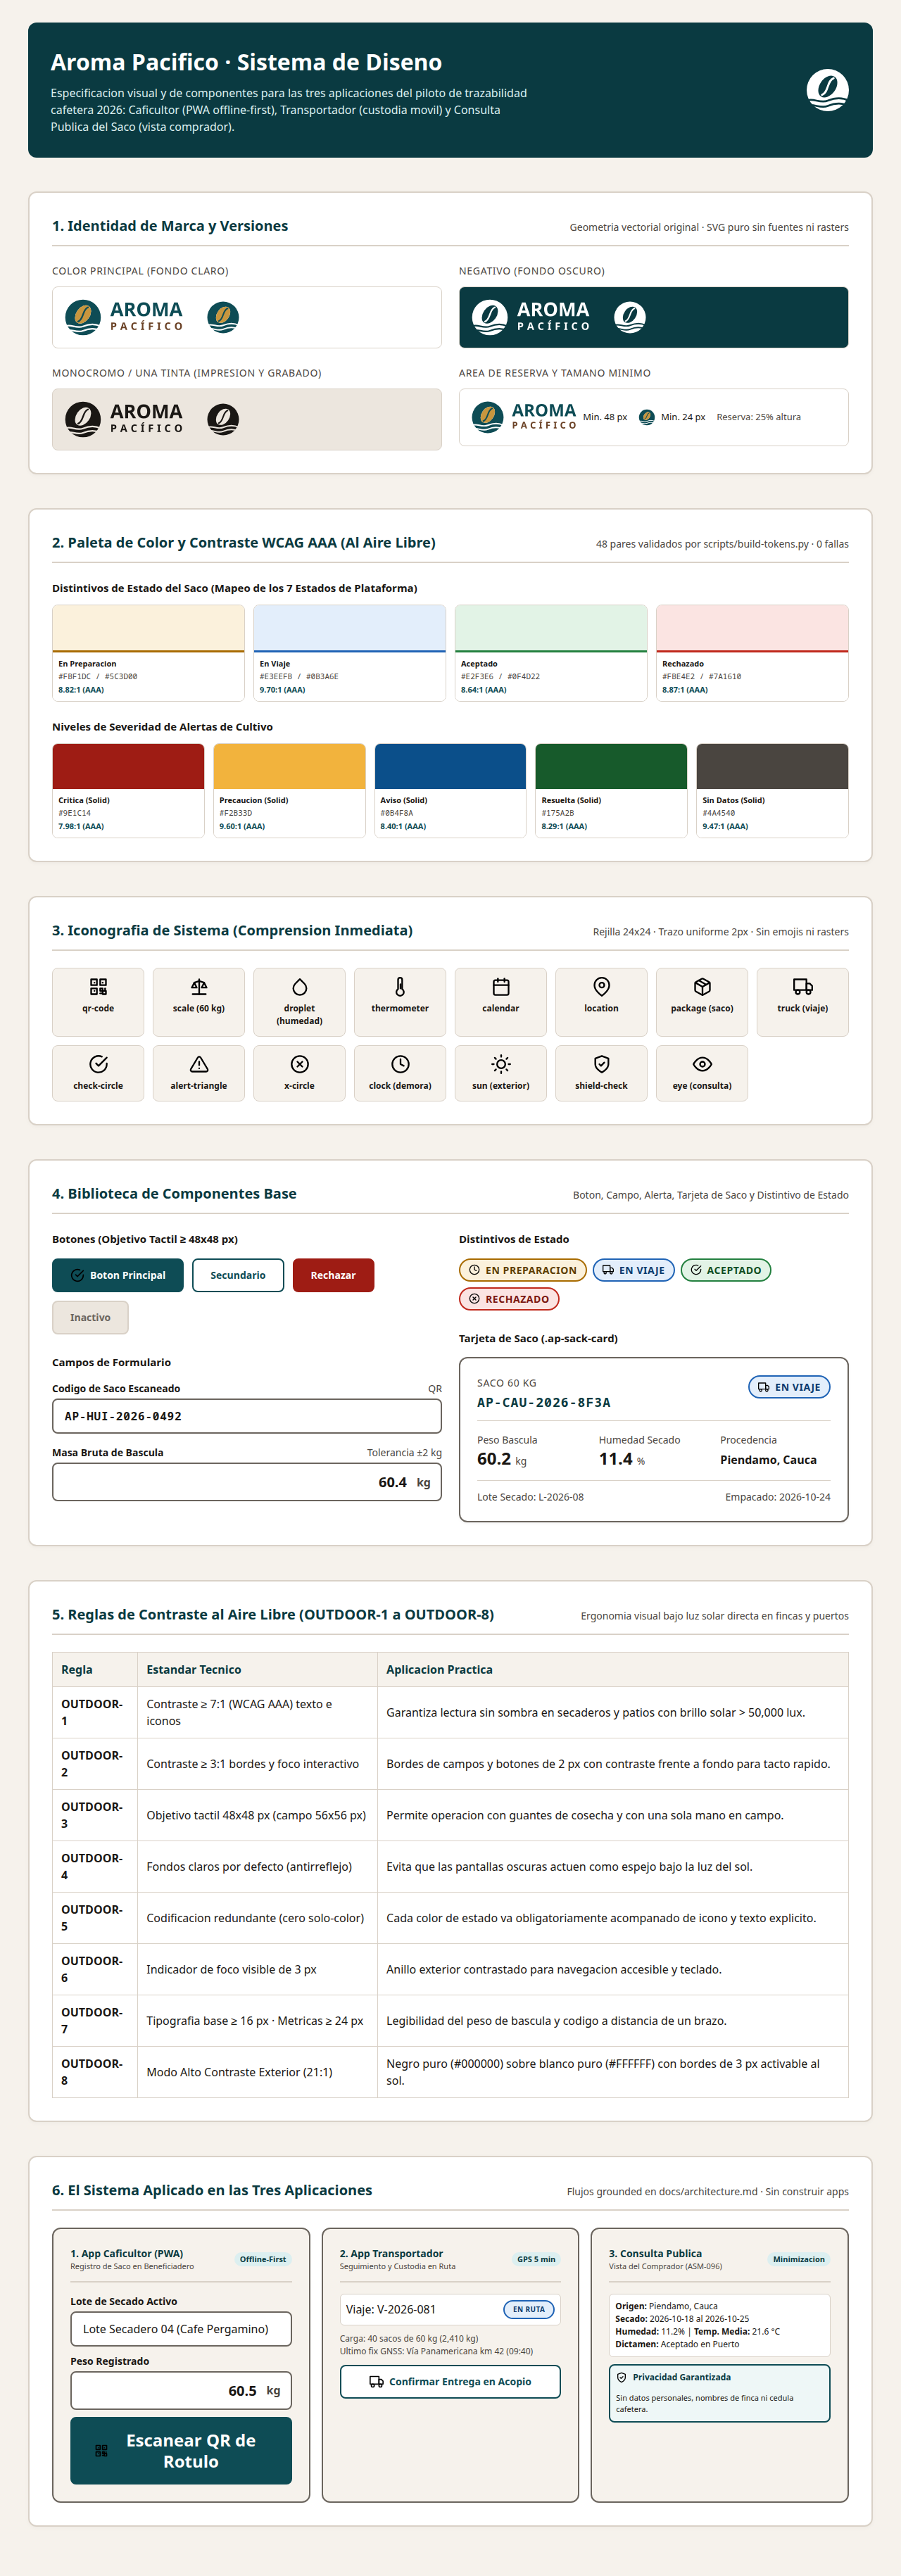 Aroma Pacifico · Sistema de Diseno
Especificacion visual y de componentes para las tres aplicaciones del piloto de trazabilidad
cafetera 2026: Caficultor (PWA offline-first), Transportador (custodia movil) y Consulta
Publica del Saco (vista comprador).
1. Identidad de Marca y Versiones
Geometria vectorial original · SVG puro sin fuentes ni rasters
COLOR PRINCIPAL (FONDO CLARO)
AROMA
PACÍFICO
NEGATIVO (FONDO OSCURO)
AROMA
PACÍFICO
MONOCROMO / UNA TINTA (IMPRESION Y GRABADO)
AROMA
PACÍFICO
AREA DE RESERVA Y TAMANO MINIMO
AROMA
PACÍFICO
Min. 48 px
Min. 24 px
Reserva: 25% altura
2. Paleta de Color y Contraste WCAG AAA (Al Aire Libre)
48 pares validados por scripts/build-tokens.py · 0 fallas
Distintivos de Estado del Saco (Mapeo de los 7 Estados de Plataforma)
En Preparacion
#FBF1DC / #5C3D00
8.82:1 (AAA)
En Viaje
#E3EEFB / #0B3A6E
9.70:1 (AAA)
Aceptado
#E2F3E6 / #0F4D22
8.64:1 (AAA)
Rechazado
#FBE4E2 / #7A1610
8.87:1 (AAA)
Niveles de Severidad de Alertas de Cultivo
Critica (Solid)
#9E1C14
7.98:1 (AAA)
Precaucion (Solid)
#F2B33D
9.60:1 (AAA)
Aviso (Solid)
#0B4F8A
8.40:1 (AAA)
Resuelta (Solid)
#175A2B
8.29:1 (AAA)
Sin Datos (Solid)
#4A4540
9.47:1 (AAA)
3. Iconografia de Sistema (Comprension Inmediata)
Rejilla 24x24 · Trazo uniforme 2px · Sin emojis ni rasters
qr-code
scale (60 kg)
droplet
(humedad)
thermometer
calendar
location
package (saco)
truck (viaje)
check-circle
alert-triangle
x-circle
clock (demora)
sun (exterior)
shield-check
eye (consulta)
4. Biblioteca de Componentes Base
Boton, Campo, Alerta, Tarjeta de Saco y Distintivo de Estado
Botones (Objetivo Tactil ≥ 48x48 px)
Boton Principal
Secundario
Rechazar
Inactivo
Campos de Formulario
Codigo de Saco Escaneado
QR
AP-HUI-2026-0492
Masa Bruta de Bascula
Tolerancia ±2 kg
60.4 kg
Distintivos de Estado
EN PREPARACION
EN VIAJE
ACEPTADO
RECHAZADO
Tarjeta de Saco (.ap-sack-card)
SACO 60 KG
AP-CAU-2026-8F3A
EN VIAJE
Peso Bascula
60.2 kg
Humedad Secado
11.4 %
Procedencia
Piendamo, Cauca
Lote Secado: L-2026-08
Empacado: 2026-10-24
5. Reglas de Contraste al Aire Libre (OUTDOOR-1 a OUTDOOR-8)
Ergonomia visual bajo luz solar directa en fincas y puertos
Regla
Estandar Tecnico
Aplicacion Practica
OUTDOOR-
1
Contraste ≥ 7:1 (WCAG AAA) texto e
iconos
Garantiza lectura sin sombra en secaderos y patios con brillo solar > 50,000 lux.
OUTDOOR-
2
Contraste ≥ 3:1 bordes y foco interactivo
Bordes de campos y botones de 2 px con contraste frente a fondo para tacto rapido.
OUTDOOR-
3
Objetivo tactil 48x48 px (campo 56x56 px)
Permite operacion con guantes de cosecha y con una sola mano en campo.
OUTDOOR-
4
Fondos claros por defecto (antirreflejo)
Evita que las pantallas oscuras actuen como espejo bajo la luz del sol.
OUTDOOR-
5
Codificacion redundante (cero solo-color)
Cada color de estado va obligatoriamente acompanado de icono y texto explicito.
OUTDOOR-
6
Indicador de foco visible de 3 px
Anillo exterior contrastado para navegacion accesible y teclado.
OUTDOOR-
7
Tipografia base ≥ 16 px · Metricas ≥ 24 px
Legibilidad del peso de bascula y codigo a distancia de un brazo.
OUTDOOR-
8
Modo Alto Contraste Exterior (21:1)
Negro puro (#000000) sobre blanco puro (#FFFFFF) con bordes de 3 px activable al
sol.
6. El Sistema Aplicado en las Tres Aplicaciones
Flujos grounded en docs/architecture.md · Sin construir apps
1. App Caficultor (PWA)
Registro de Saco en Beneficiadero
Offline-First
Lote de Secado Activo
Lote Secadero 04 (Cafe Pergamino)
Peso Registrado
60.5 kg
Escanear QR de
Rotulo
2. App Transportador
Seguimiento y Custodia en Ruta
GPS 5 min
Viaje: V-2026-081
EN RUTA
Carga: 40 sacos de 60 kg (2,410 kg)
Ultimo fix GNSS: Vía Panamericana km 42 (09:40)
Confirmar Entrega en Acopio
3. Consulta Publica
Vista del Comprador (ASM-096)
Minimizacion
Origen: Piendamo, Cauca
Secado: 2026-10-18 al 2026-10-25
Humedad: 11.2% | Temp. Media: 21.6 °C
Dictamen: Aceptado en Puerto
Privacidad Garantizada
Sin datos personales, nombres de finca ni cedula
cafetera.